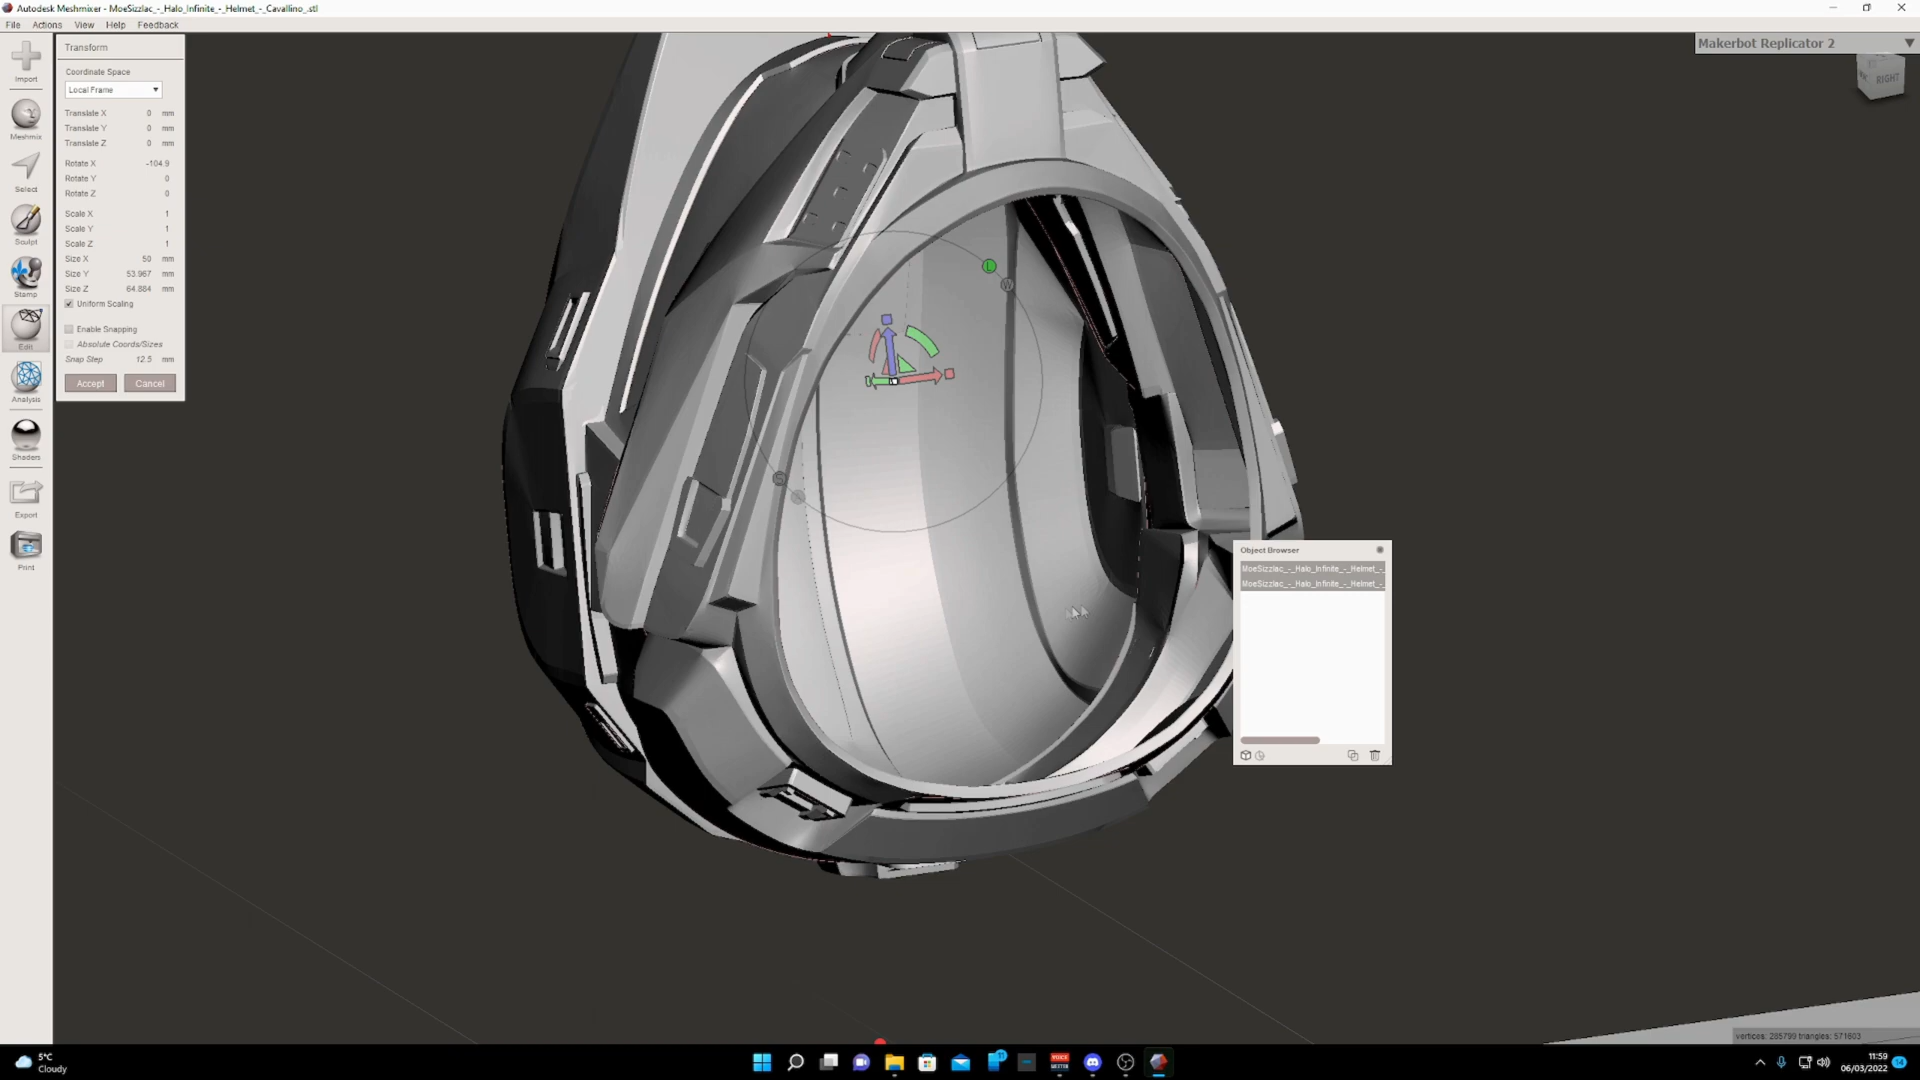 Autodesk Meshmixer - MoeSizzlac_-_Halo_Infinite_-_Helmet_-_Cavallino_.stl
File Actions View Help Feedback
Makerbot Replicator 2
RIGHT
Import
Meshmix
Select
Sculpt
Stamp
Edit
Analysis
Shaders
Export
Print
Transform
Coordinate Space
Local Frame
Translate X 0 mm
Translate Y 0 mm
Translate Z 0 mm
Rotate X -104.9
Rotate Y 0
Rotate Z 0
Scale X 1
Scale Y 1
Scale Z 1
Size X 50 mm
Size Y 53.967 mm
Size Z 64.884 mm
Uniform Scaling
Enable Snapping
Absolute Coords/Sizes
Snap Step 12.5 mm
Accept Cancel
L
W
S
Object Browser
MoeSizzlac_-_Halo_Infinite_-_Helmet_-_
MoeSizzlac_-_Halo_Infinite_-_Helmet_-_
vertices: 285799 triangles: 571603
5°C
Cloudy
11:59
06/03/2022